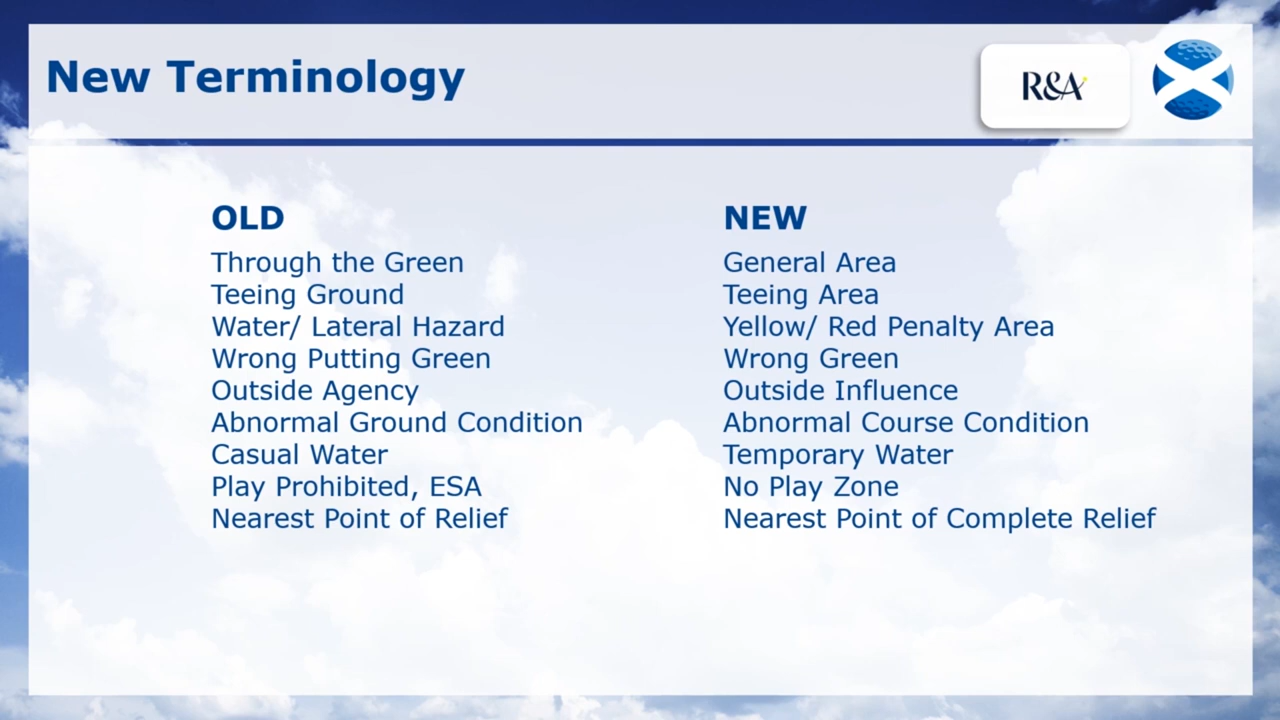 New Terminology
R&A
OLD
Through the Green
Teeing Ground
Water/ Lateral Hazard
Wrong Putting Green
Outside Agency
Abnormal Ground Condition
Casual Water
Play Prohibited, ESA
Nearest Point of Relief
NEW
General Area
Teeing Area
Yellow/ Red Penalty Area
Wrong Green
Outside Influence
Abnormal Course Condition
Temporary Water
No Play Zone
Nearest Point of Complete Relief